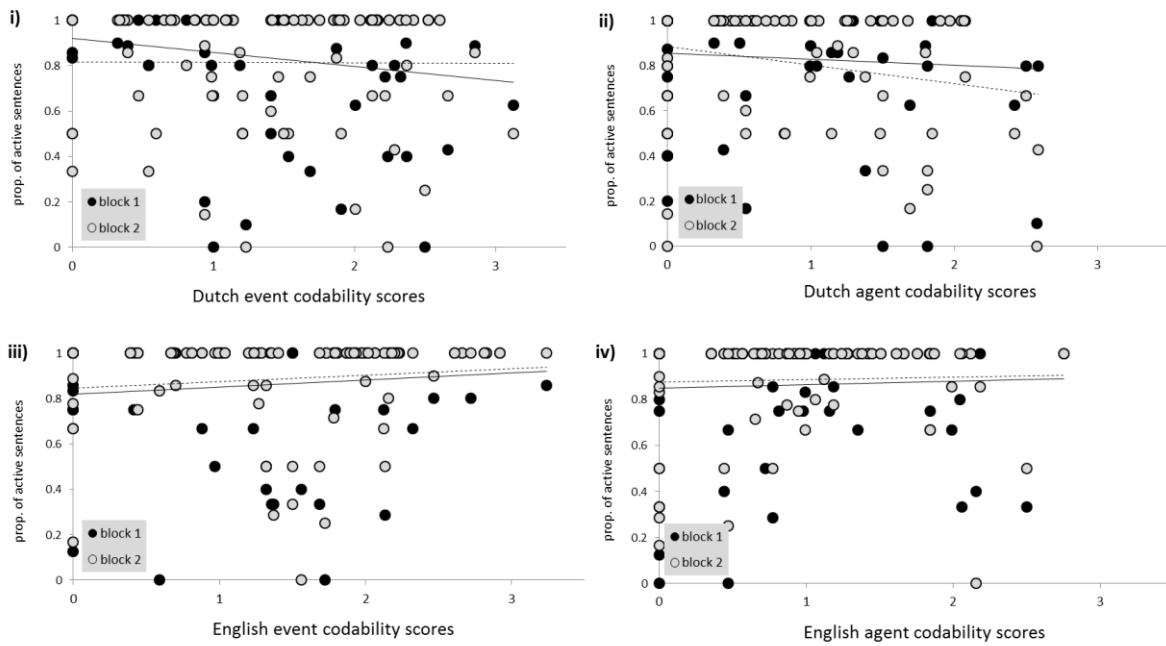 i)
prop. of active sentences
1
0.8
0.6
0.4
0.2
0
block 1
block 2
0 1 2 3
Dutch event codability scores
ii)
prop. of active sentences
1
0.8
0.6
0.4
0.2
0
block 1
block 2
0 1 2 3
Dutch agent codability scores
iii)
prop. of active sentences
1
0.8
0.6
0.4
0.2
0
block 1
block 2
0 1 2 3
English event codability scores
iv)
prop. of active sentences
1
0.8
0.6
0.4
0.2
0
block 1
block 2
0 1 2 3
English agent codability scores